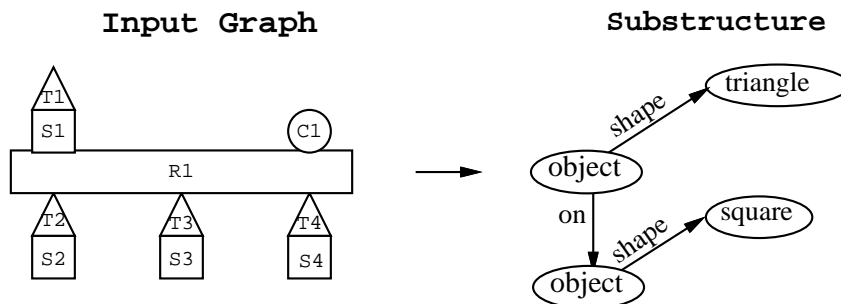 Input Graph
T1
S1
C1
R1
T2
T3
T4
S2
S3
S4
Substructure
triangle
shape
object
on
shape
square
object